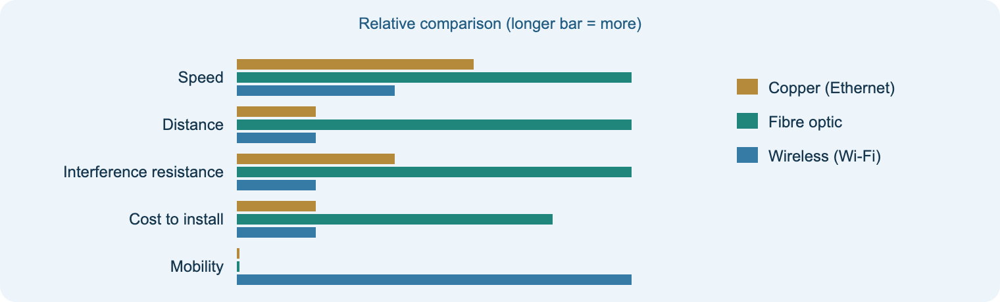 Relative comparison (longer bar = more)
Speed
Distance
Interference resistance
Cost to install
Mobility
Copper (Ethernet)
Fibre optic
Wireless (Wi-Fi)